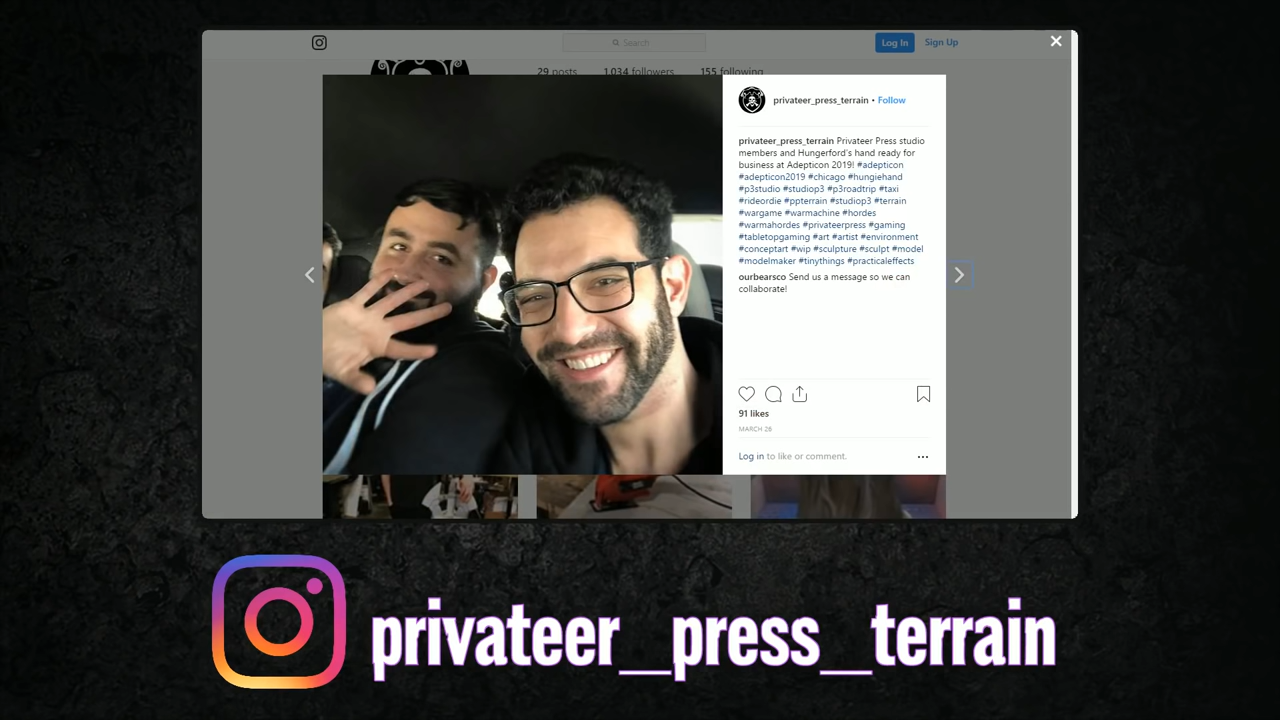 Search
Log In
Sign Up
29 posts 1,034 followers 155 following
privateer_press_terrain • Follow
privateer_press_terrain Privateer Press studio
members and Hungerford's hand ready for
business at Adepticon 2019! #adepticon
#adepticon2019 #chicago #hungiehand
#p3studio #studiop3 #p3roadtrip #taxi
#rideordie #ppterrain #studiop3 #terrain
#wargame #warmachine #hordes
#warmahordes #privateerpress #gaming
#tabletopgaming #art #artist #environment
#conceptart #wip #sculpture #sculpt #model
#modelmaker #tinythings #practicaleffects
ourbearsco Send us a message so we can
collaborate!
91 likes
MARCH 26
Log in to like or comment.
privateer_press_terrain